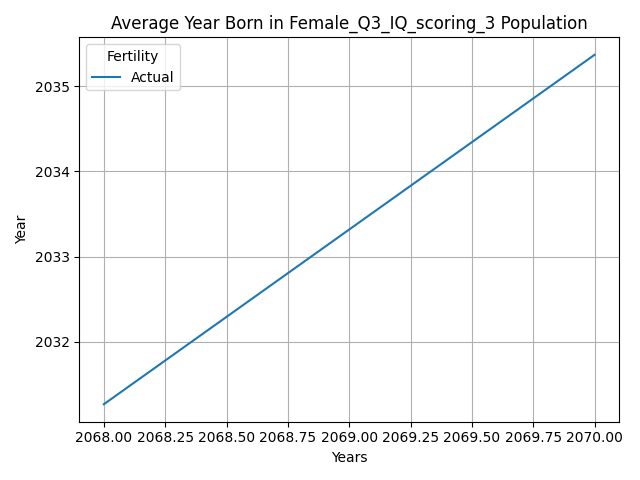 Average Year Born in Female_Q3_IQ_scoring_3 Population
Fertility
Actual
2035
2034
2033
2032
Year
2068.00 2068.25 2068.50 2068.75 2069.00 2069.25 2069.50 2069.75 2070.00
Years